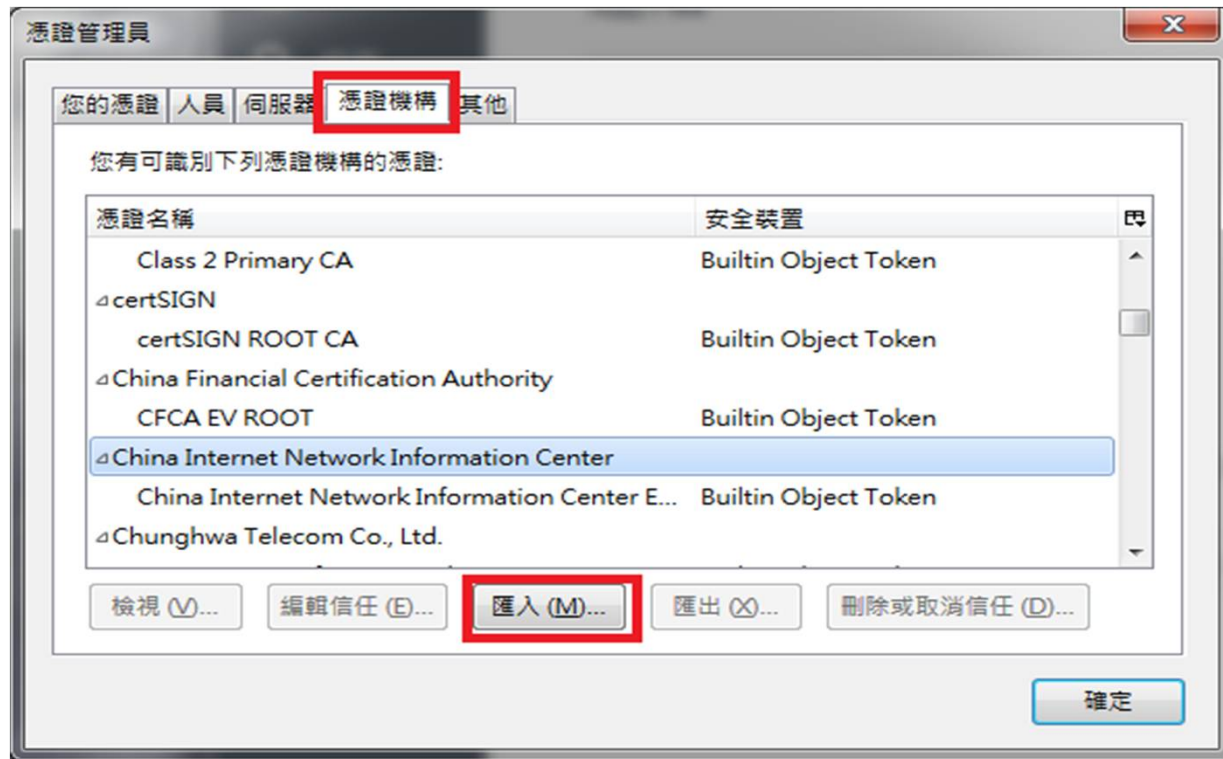 憑證管理員
您的憑證 人員 伺服器 憑證機構 其他
您有可識別下列憑證機構的憑證:
憑證名稱 安全裝置
Class 2 Primary CA Builtin Object Token
certSIGN
certSIGN ROOT CA Builtin Object Token
China Financial Certification Authority
CFCA EV ROOT Builtin Object Token
China Internet Network Information Center
China Internet Network Information Center E... Builtin Object Token
Chunghwa Telecom Co., Ltd.
檢視 (V)... 編輯信任 (E)... 匯入 (M)... 匯出 (X)... 刪除或取消信任 (D)...
確定